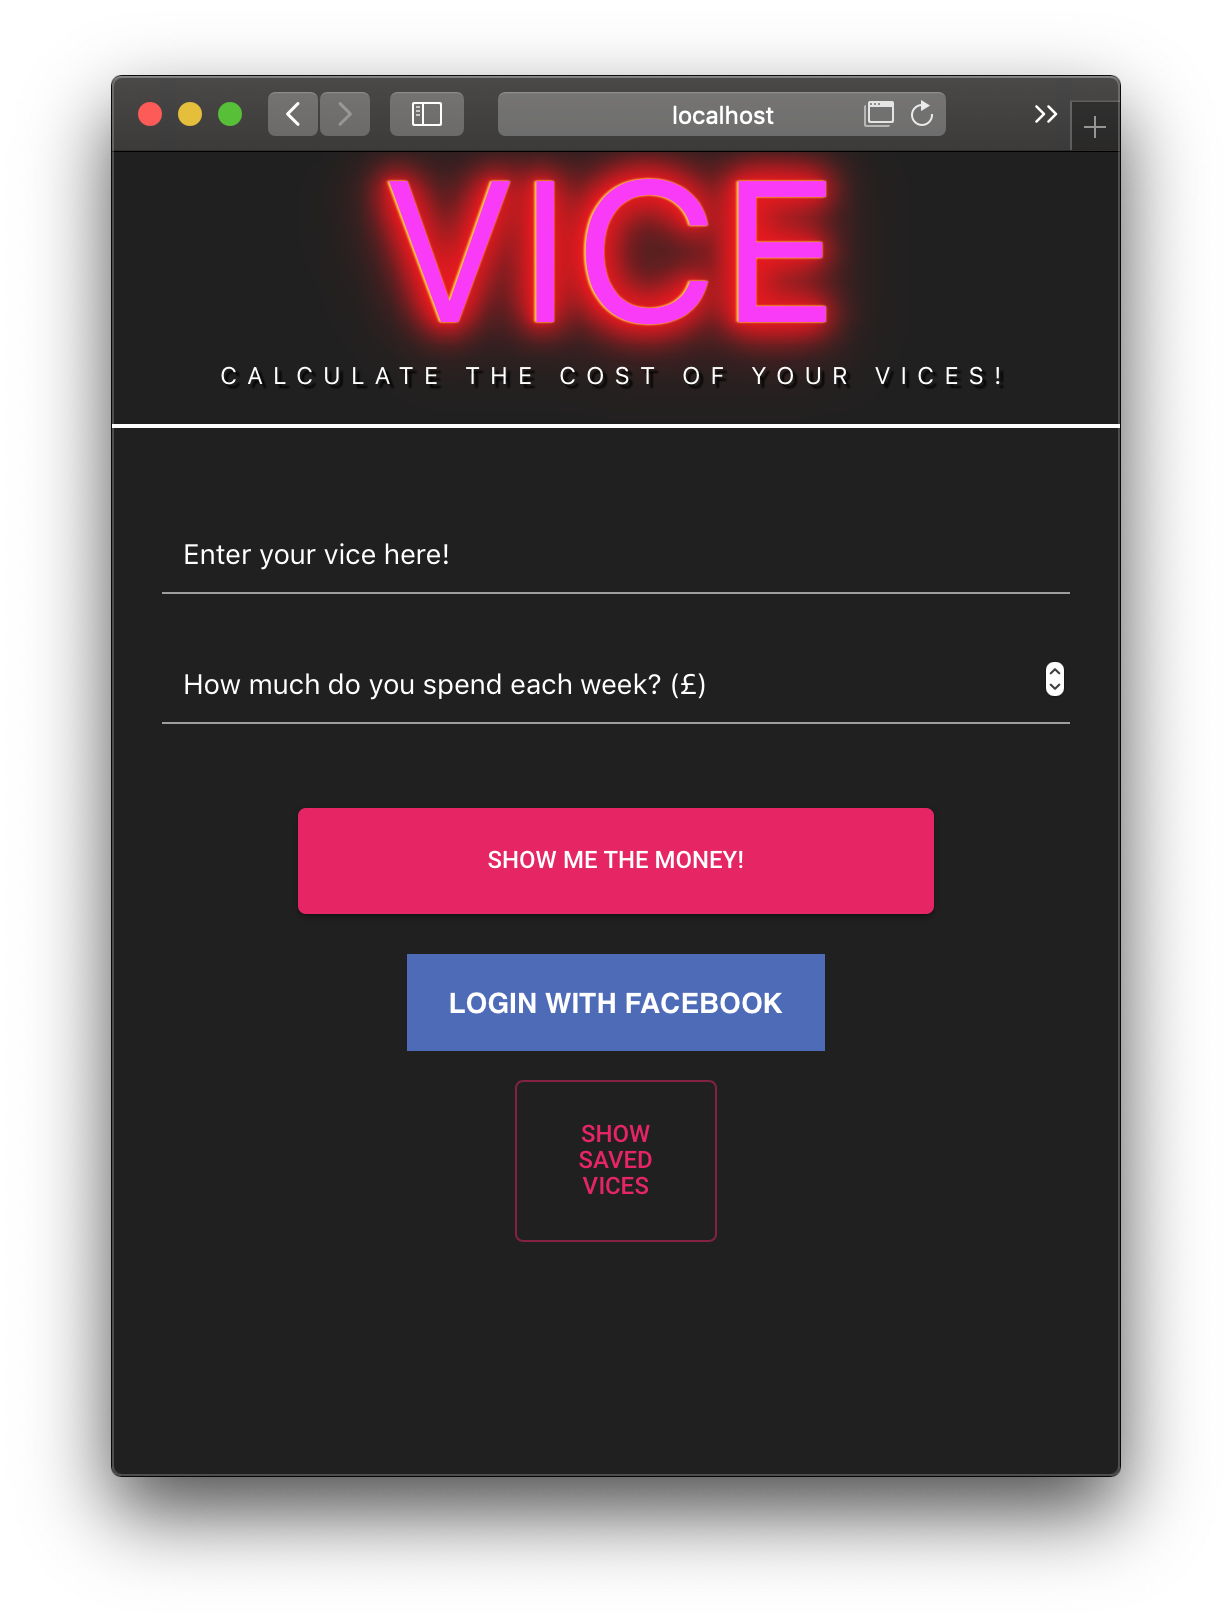 localhost
VICE
CALCULATE THE COST OF YOUR VICES!
Enter your vice here!
How much do you spend each week? (£)
SHOW ME THE MONEY!
LOGIN WITH FACEBOOK
SHOW
SAVED
VICES